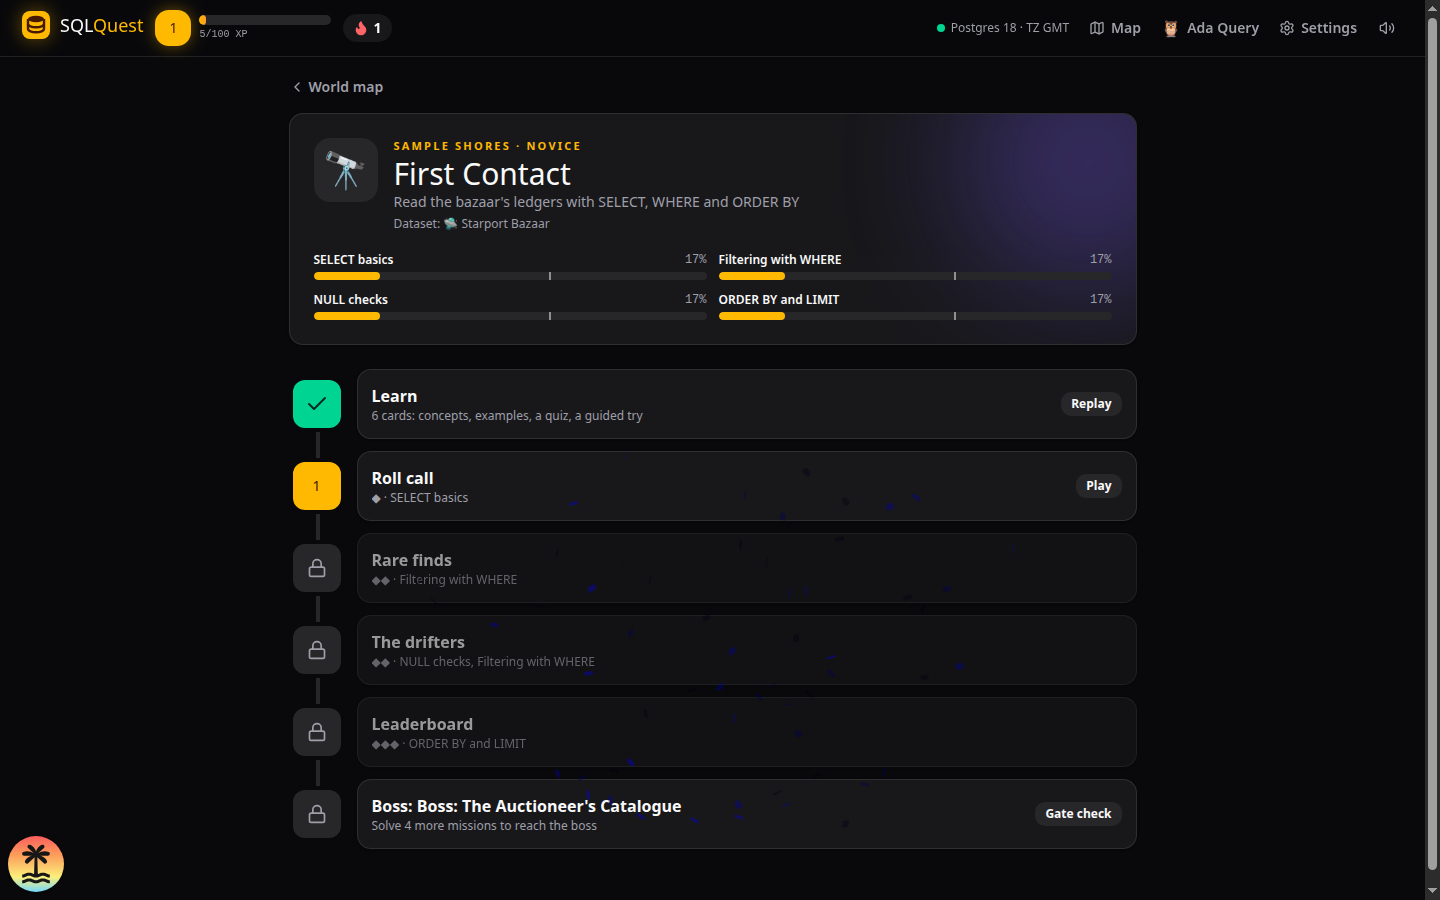 SQLQuest
1
5/100 XP
1
Postgres 18 · TZ GMT
Map
Ada Query
Settings
World map
SAMPLE SHORES · NOVICE
First Contact
Read the bazaar's ledgers with SELECT, WHERE and ORDER BY
Dataset: 🛸 Starport Bazaar
SELECT basics 17%
Filtering with WHERE 17%
NULL checks 17%
ORDER BY and LIMIT 17%
Learn
6 cards: concepts, examples, a quiz, a guided try
Replay
1
Roll call
◆ · SELECT basics
Play
Rare finds
◆◆ · Filtering with WHERE
The drifters
◆◆ · NULL checks, Filtering with WHERE
Leaderboard
◆◆◆ · ORDER BY and LIMIT
Boss: Boss: The Auctioneer's Catalogue
Solve 4 more missions to reach the boss
Gate check